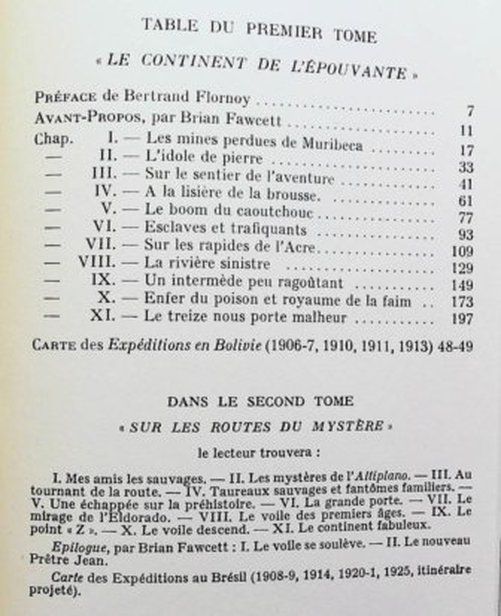 TABLE DU PREMIER TOME
« LE CONTINENT DE L'ÉPOUVANTE »
PRÉFACE de Bertrand Flornoy .................... 7
AVANT-PROPOS, par Brian Fawcett ................ 11
Chap. I. — Les mines perdues de Muribeca ........ 17
— II. — L'idole de pierre .................... 33
— III. — Sur le sentier de l'aventure ............ 41
— IV. — A la lisière de la brousse. ............ 61
— V. — Le boom du caoutchouc ............ 77
— VI. — Esclaves et trafiquants ............ 93
— VII. — Sur les rapides de l'Acre ............ 109
— VIII. — La rivière sinistre ............ 129
— IX. — Un intermède peu ragoûtant ........ 149
— X. — Enfer du poison et royaume de la faim .. 173
— XI. — Le treize nous porte malheur .......... 197
CARTE des Expéditions en Bolivie (1906-7, 1910, 1911, 1913) 48-49
DANS LE SECOND TOME
« SUR LES ROUTES DU MYSTÈRE »
le lecteur trouvera :
I. Mes amis les sauvages. — II. Les mystères de l'Altiplano. — III. Au
tournant de la route. — IV. Taureaux sauvages et fantômes familiers. —
V. Une échappée sur la préhistoire. — VI. La grande porte. — VII. Le
mirage de l'Eldorado. — VIII. Le voile des premiers âges. — IX. Le
point « Z ». — X. Le voile descend. — XI. Le continent fabuleux.
Epilogue, par Brian Fawcett : I. Le voile se soulève. — II. Le nouveau
Prêtre Jean.
Carte des Expéditions au Brésil (1908-9, 1914, 1920-1, 1925, itinéraire
projeté).